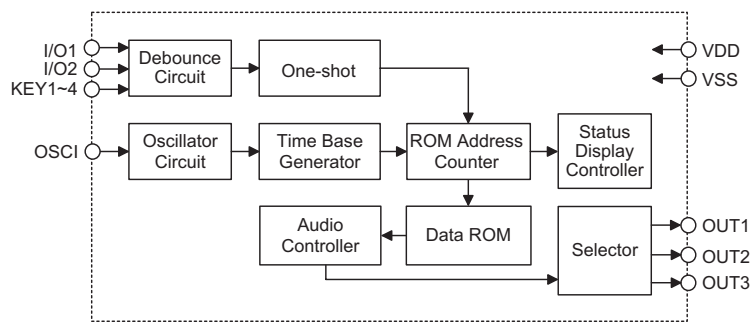 I/O1
I/O2
KEY1~4
Debounce
Circuit
One-shot
VDD
VSS
OSCI
Oscillator
Circuit
Time Base
Generator
ROM Address
Counter
Status
Display
Controller
Audio
Controller
Data ROM
Selector
OUT1
OUT2
OUT3